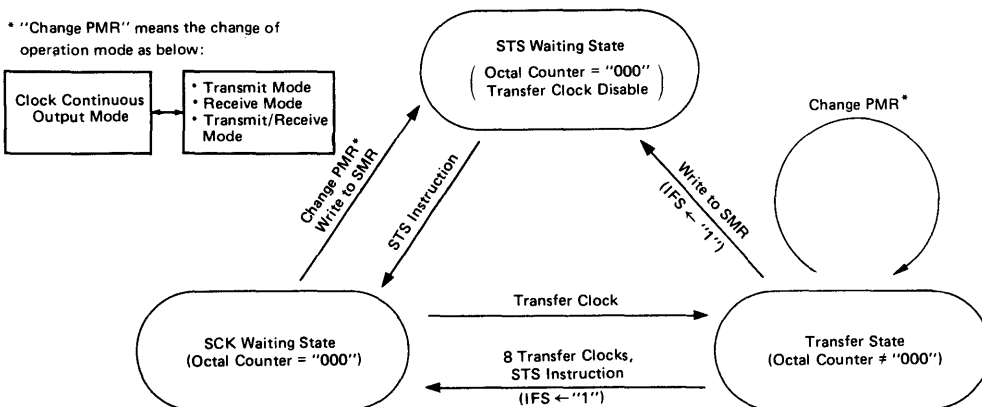 * "Change PMR" means the change of
operation mode as below:
Clock Continuous
Output Mode
• Transmit Mode
• Receive Mode
• Transmit/Receive
Mode
STS Waiting State
( Octal Counter = "000"
Transfer Clock Disable )
Change PMR*
Change PMR*
Write to SMR
STS Instruction
Write to SMR
(IFS ← "1")
SCK Waiting State
(Octal Counter = "000")
Transfer Clock
8 Transfer Clocks,
STS Instruction
(IFS ← "1")
Transfer State
(Octal Counter ≠ "000")